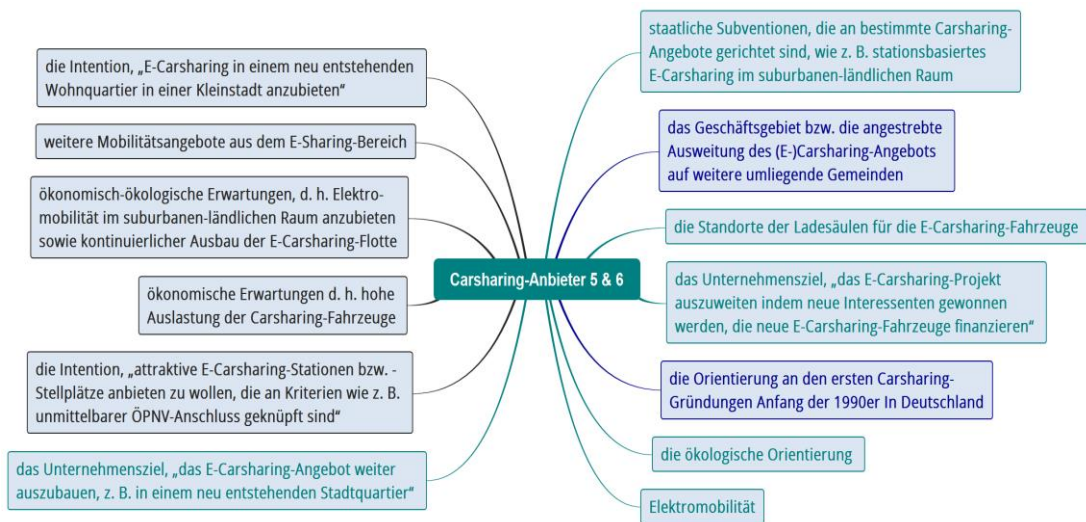 die Intention, „E-Carsharing in einem neu entstehenden
Wohnquartier in einer Kleinstadt anzubieten“
weitere Mobilitätsangebote aus dem E-Sharing-Bereich
ökonomisch-ökologische Erwartungen, d. h. Elektro-
mobilität im suburbanen-ländlichen Raum anzubieten
sowie kontinuierlicher Ausbau der E-Carsharing-Flotte
ökonomische Erwartungen d. h. hohe
Auslastung der Carsharing-Fahrzeuge
die Intention, „attraktive E-Carsharing-Stationen bzw. -
Stellplätze anbieten zu wollen, die an Kriterien wie z. B.
unmittelbarer ÖPNV-Anschluss geknüpft sind“
das Unternehmensziel, „das E-Carsharing-Angebot weiter
auszubauen, z. B. in einem neu entstehenden Stadtquartier“
Carsharing-Anbieter 5 & 6
staatliche Subventionen, die an bestimmte Carsharing-
Angebote gerichtet sind, wie z. B. stationsbasiertes
E-Carsharing im suburbanen-ländlichen Raum
das Geschäftsgebiet bzw. die angestrebte
Ausweitung des (E-)Carsharing-Angebots
auf weitere umliegende Gemeinden
die Standorte der Ladesäulen für die E-Carsharing-Fahrzeuge
das Unternehmensziel, „das E-Carsharing-Projekt
auszuweiten indem neue Interessenten gewonnen
werden, die neue E-Carsharing-Fahrzeuge finanzieren“
die Orientierung an den ersten Carsharing-
Gründungen Anfang der 1990er In Deutschland
die ökologische Orientierung
Elektromobilität